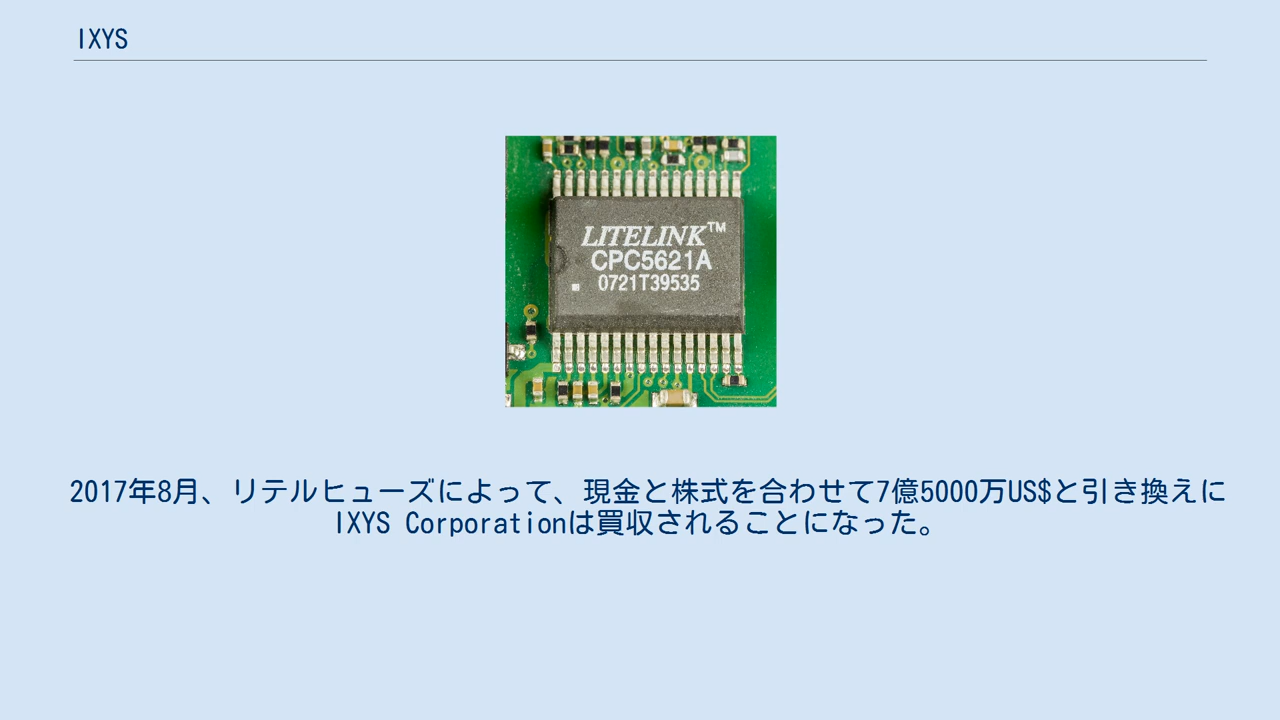 IXYS
LITELINK™
CPC5621A
0721T39535
2017年8月、リテルヒューズによって、現金と株式を合わせて7億5000万US$と引き換えに
IXYS Corporationは買収されることになった。